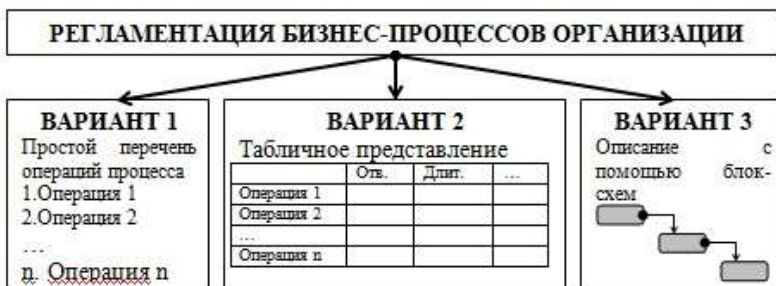 РЕГЛАМЕНТАЦИЯ БИЗНЕС-ПРОЦЕССОВ ОРГАНИЗАЦИИ
ВАРИАНТ 1
Простой перечень
операций процесса
1.Операция 1
2.Операция 2
…
n. Операция n
ВАРИАНТ 2
Табличное представление
Отв. Длит. …
Операция 1
Операция 2
…
Операция n
ВАРИАНТ 3
Описание с
помощью блок-
схем